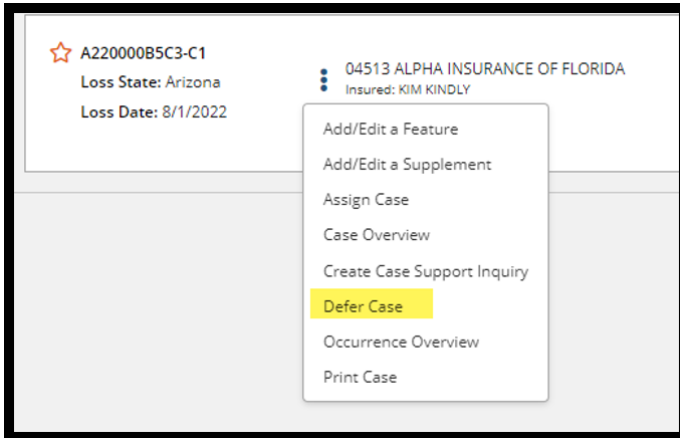 A220000B5C3-C1
Loss State: Arizona
Loss Date: 8/1/2022
04513 ALPHA INSURANCE OF FLORIDA
Insured: KIM KINDLY
Add/Edit a Feature
Add/Edit a Supplement
Assign Case
Case Overview
Create Case Support Inquiry
Defer Case
Occurrence Overview
Print Case